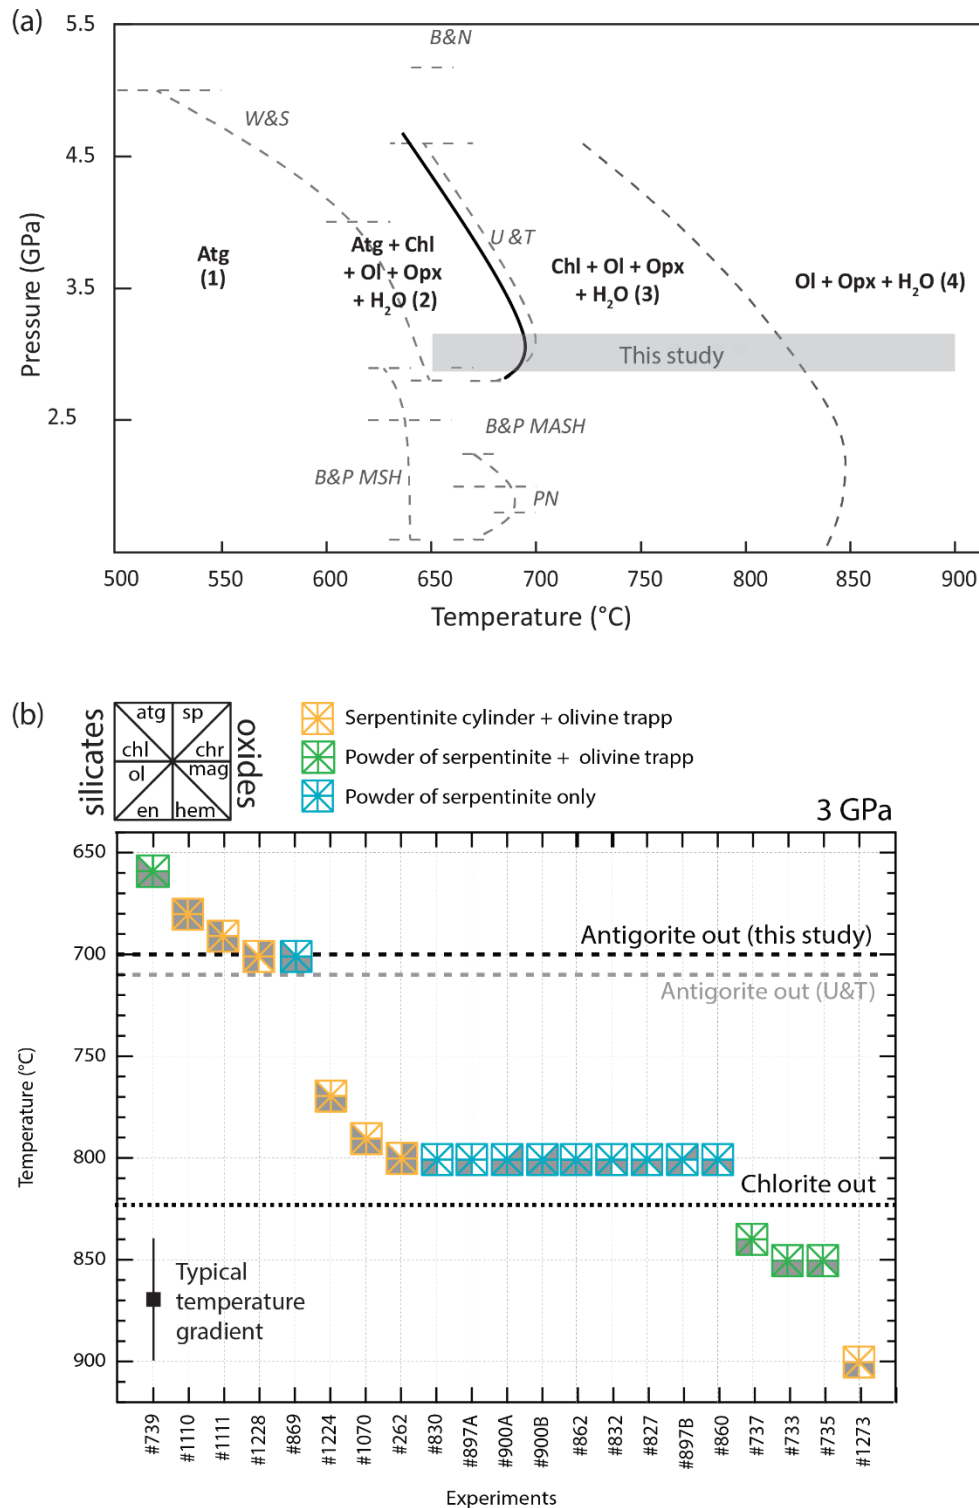 (a)
5.5
4.5
3.5
2.5
Pressure (GPa)
B&N
W&S
U &T
Atg
(1)
Atg + Chl
+ Ol + Opx
+ H₂O (2)
Chl + Ol + Opx
+ H₂O (3)
Ol + Opx + H₂O (4)
This study
B&P MASH
B&P MSH
PN
500 550 600 650 700 750 800 850 900
Temperature (°C)
(b)
silicates
atg sp
chl chr
ol mag
en hem
oxides
Serpentinite cylinder + olivine trapp
Powder of serpentinite + olivine trapp
Powder of serpentinite only
3 GPa
650
700
750
800
850
900
Temperature (°C)
Antigorite out (this study)
Antigorite out (U&T)
Chlorite out
Typical
temperature
gradient
#739
#1110
#1111
#1228
#869
#1224
#1070
#262
#830
#897A
#900A
#900B
#862
#832
#827
#897B
#860
#737
#733
#735
#1273
Experiments